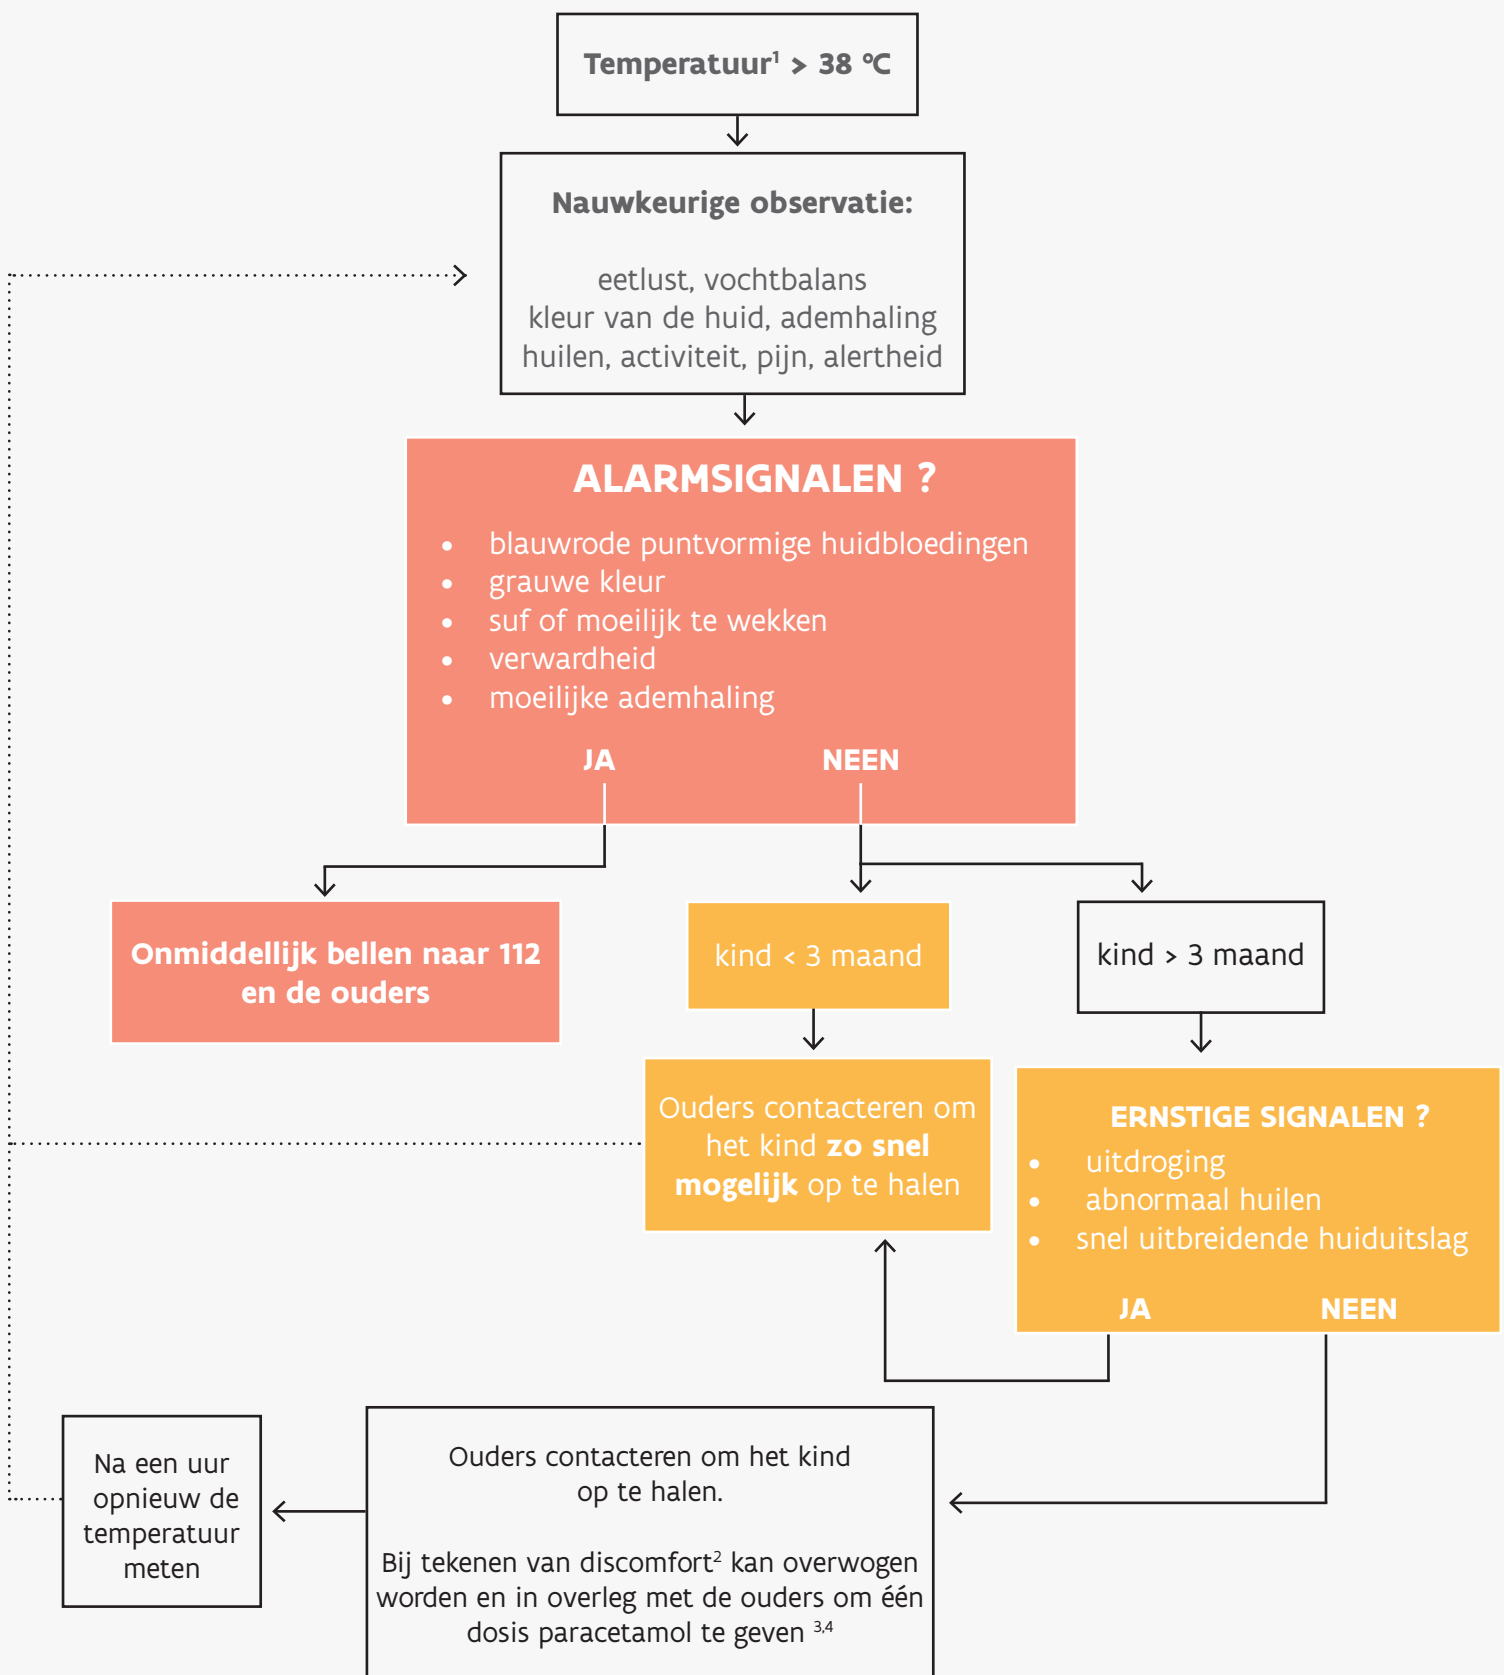 Temperatuur¹ > 38 °C
Nauwkeurige observatie:
eetlust, vochtbalans
kleur van de huid, ademhaling
huilen, activiteit, pijn, alertheid
ALARMSIGNALEN ?
• blauwrode puntvormige huidbloedingen
• grauwe kleur
• suf of moeilijk te wekken
• verwardheid
• moeilijke ademhaling
JA NEEN
Onmiddellijk bellen naar 112
en de ouders
kind < 3 maand
kind > 3 maand
Ouders contacteren om
het kind zo snel
mogelijk op te halen
ERNSTIGE SIGNALEN ?
• uitdroging
• abnormaal huilen
• snel uitbreidende huiduitslag
JA NEEN
Ouders contacteren om het kind
op te halen.
Bij tekenen van discomfort² kan overwogen
worden en in overleg met de ouders om één
dosis paracetamol te geven ³,⁴
Na een uur
opnieuw de
temperatuur
meten